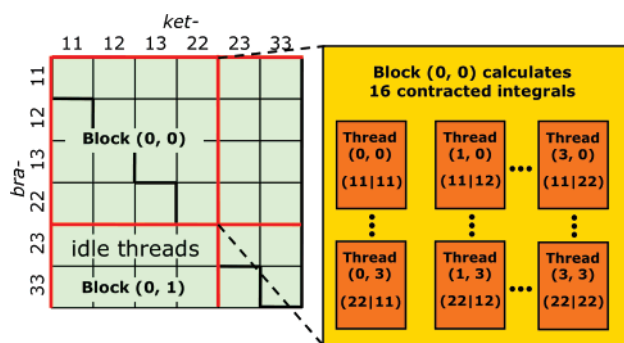 ket-
11 12 13 22 23 33
bra-
11
12
13
22
23
33
Block (0, 0)
idle threads
Block (0, 1)
Block (0, 0) calculates
16 contracted integrals
Thread
(0, 0)
(11|11)
Thread
(1, 0)
(11|12)
Thread
(3, 0)
(11|22)
Thread
(0, 3)
(22|11)
Thread
(1, 3)
(22|12)
Thread
(3, 3)
(22|22)